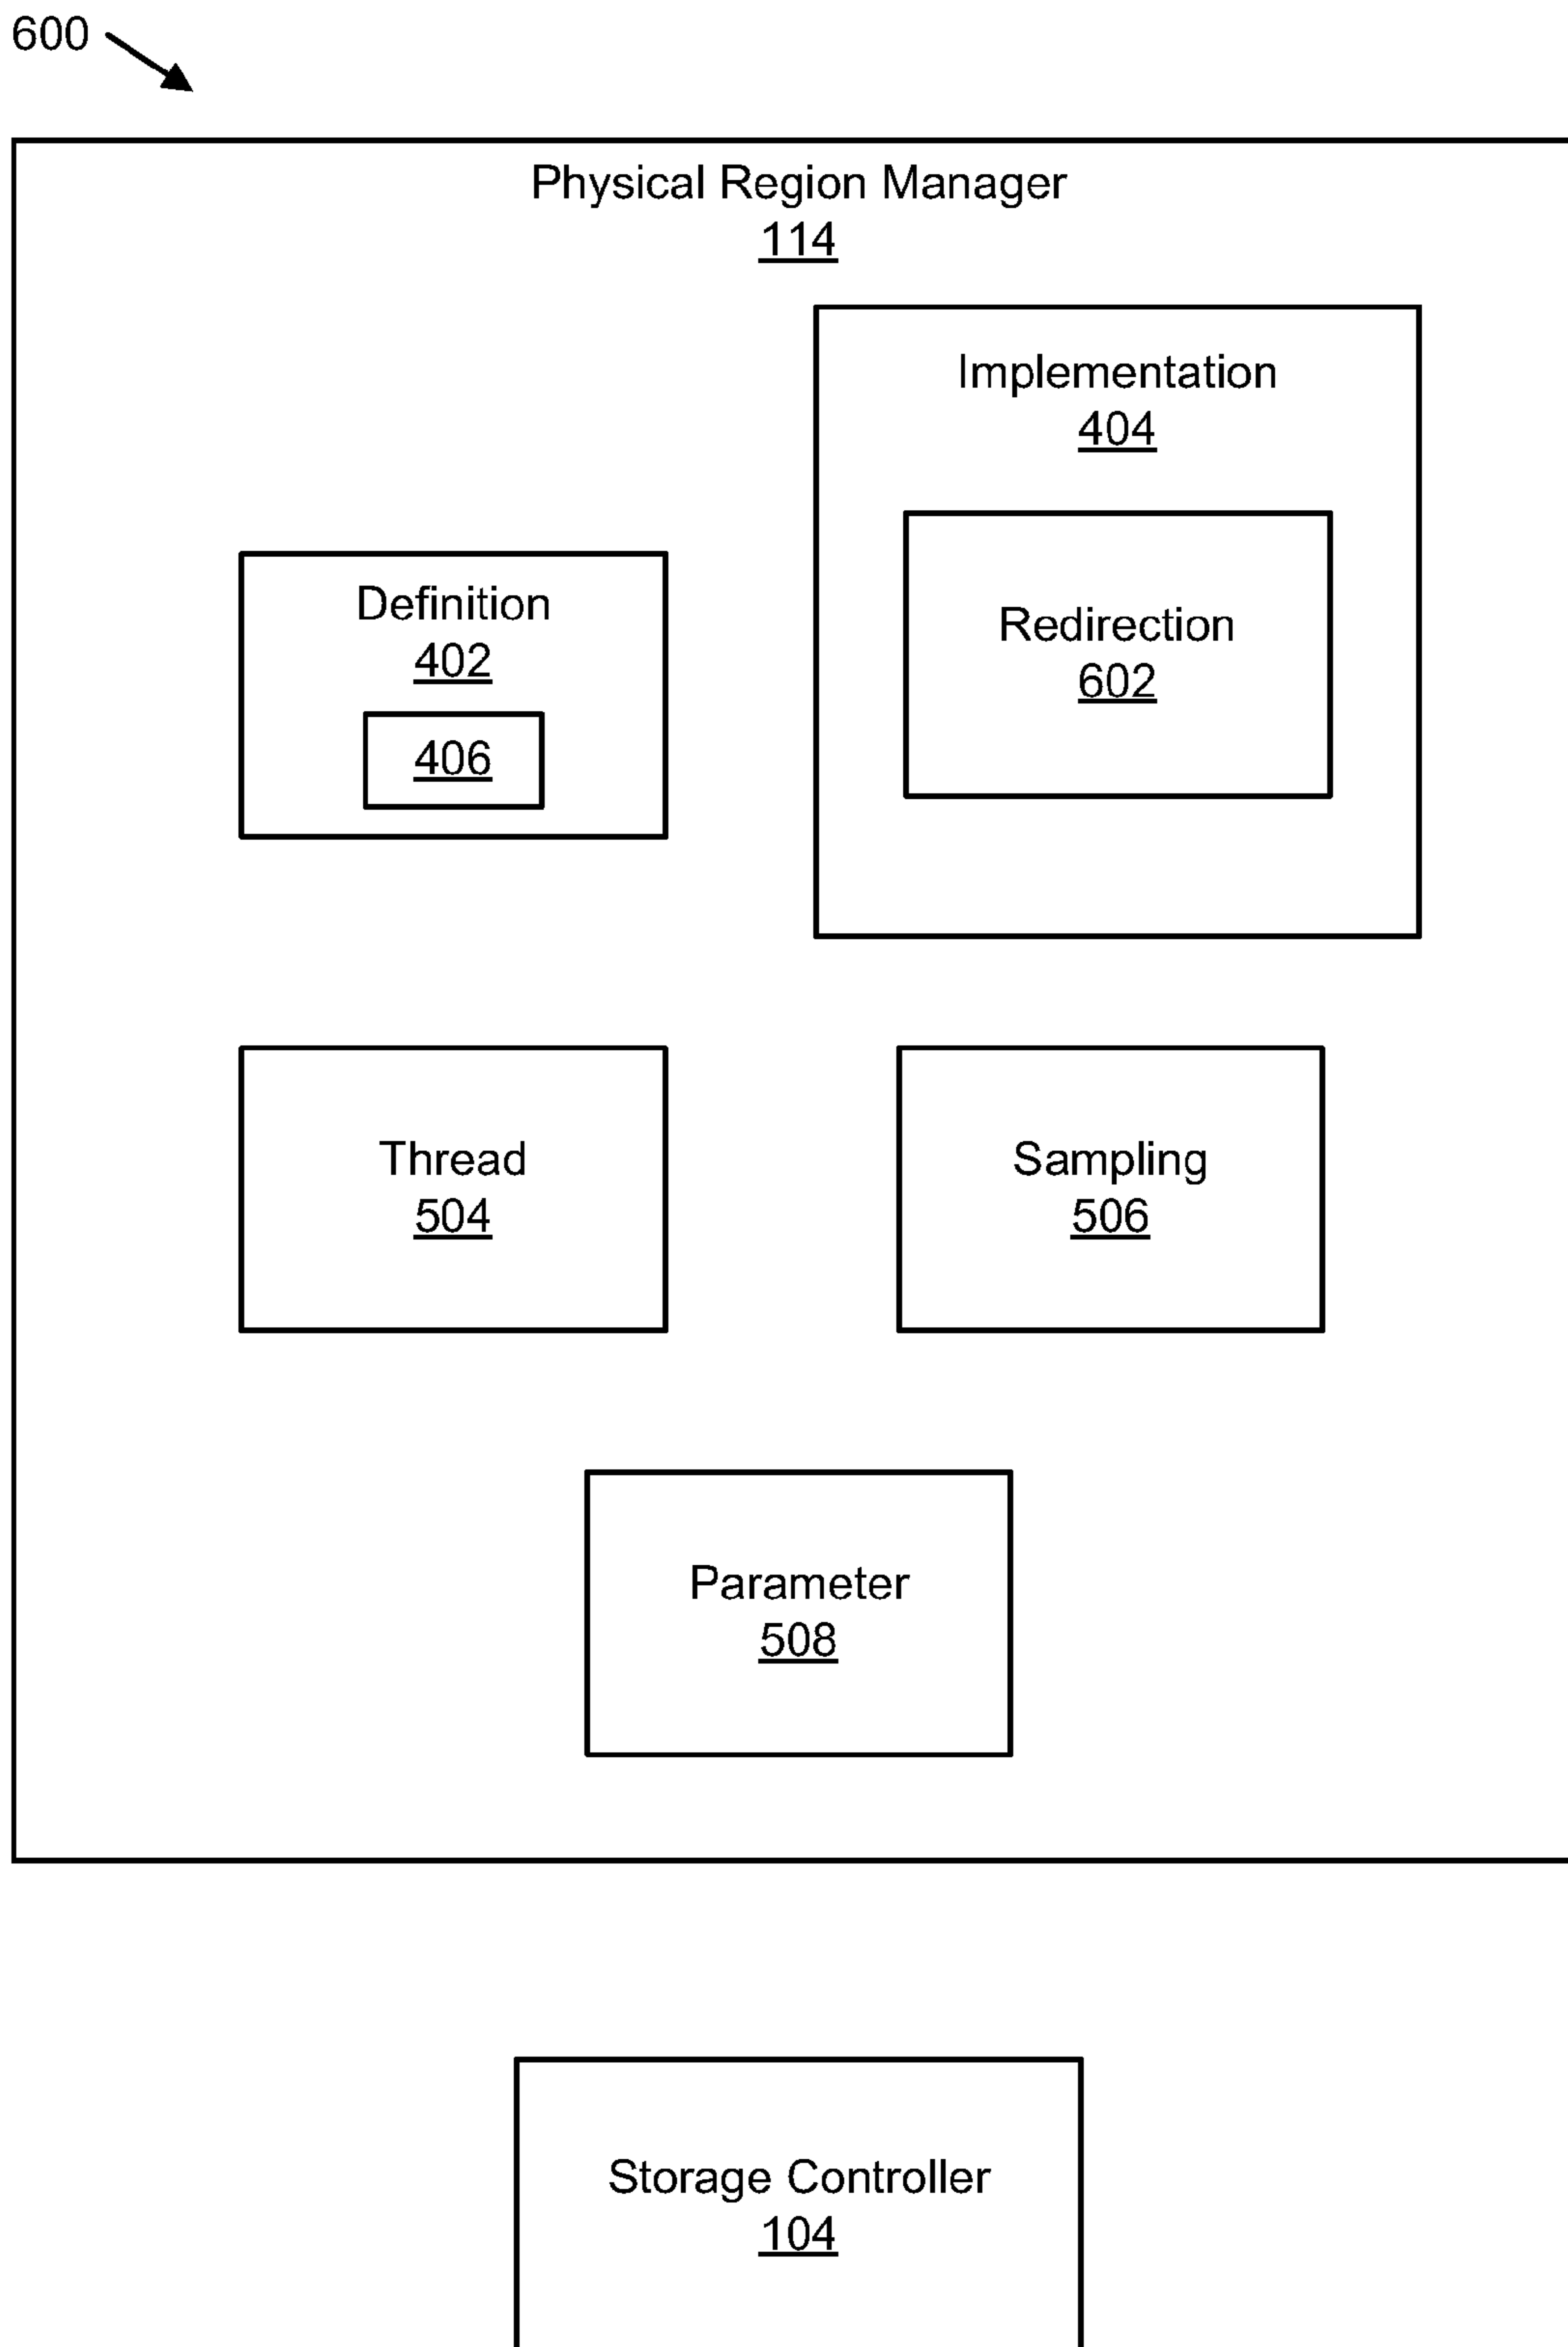 600
Physical Region Manager
114
Implementation
404
Redirection
602
Definition
402
406
Thread
504
Sampling
506
Parameter
508
Storage Controller
104